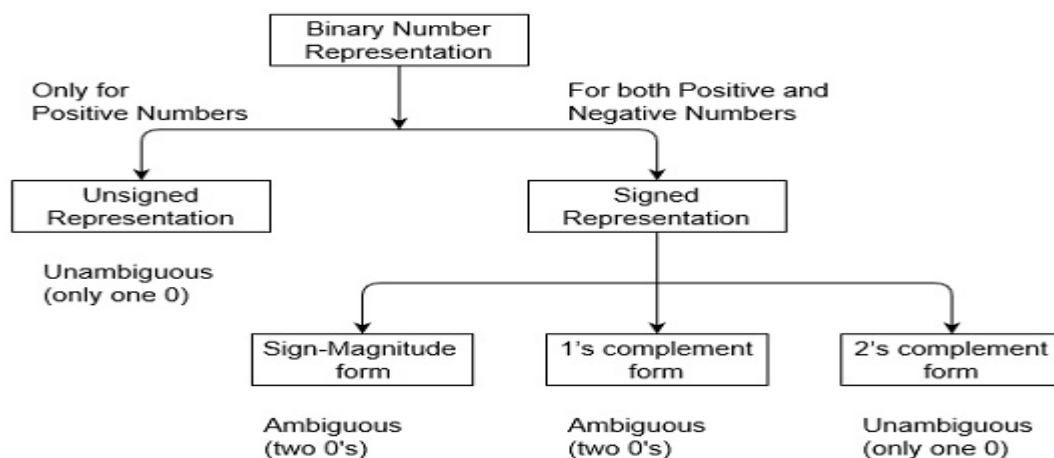 Binary Number
Representation
Only for
Positive Numbers
For both Positive and
Negative Numbers
Unsigned
Representation
Signed
Representation
Unambiguous
(only one 0)
Sign-Magnitude
form
1's complement
form
2's complement
form
Ambiguous
(two 0's)
Ambiguous
(two 0's)
Unambiguous
(only one 0)